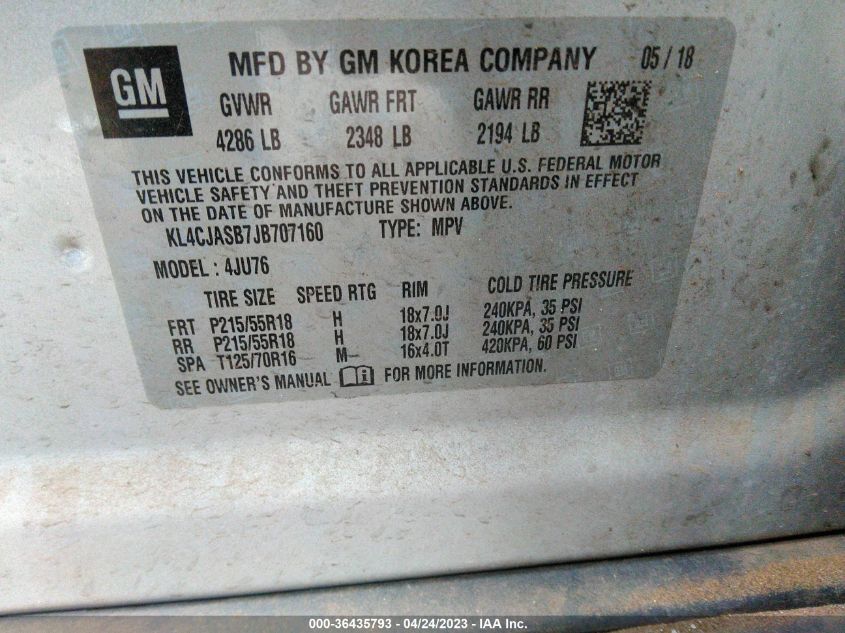 GM
MFD BY GM KOREA COMPANY 05 / 18
GVWR GAWR FRT GAWR RR
4286 LB 2348 LB 2194 LB
THIS VEHICLE CONFORMS TO ALL APPLICABLE U.S. FEDERAL MOTOR
VEHICLE SAFETY AND THEFT PREVENTION STANDARDS IN EFFECT
ON THE DATE OF MANUFACTURE SHOWN ABOVE.
KL4CJASB7JB707160 TYPE: MPV
MODEL : 4JU76
TIRE SIZE SPEED RTG RIM COLD TIRE PRESSURE
FRT P215/55R18 H 18x7.0J 240KPA, 35 PSI
RR P215/55R18 H 18x7.0J 240KPA, 35 PSI
SPA T125/70R16 M 16x4.0T 420KPA, 60 PSI
SEE OWNER'S MANUAL FOR MORE INFORMATION.
000-36435793 - 04/24/2023 - IAA Inc.